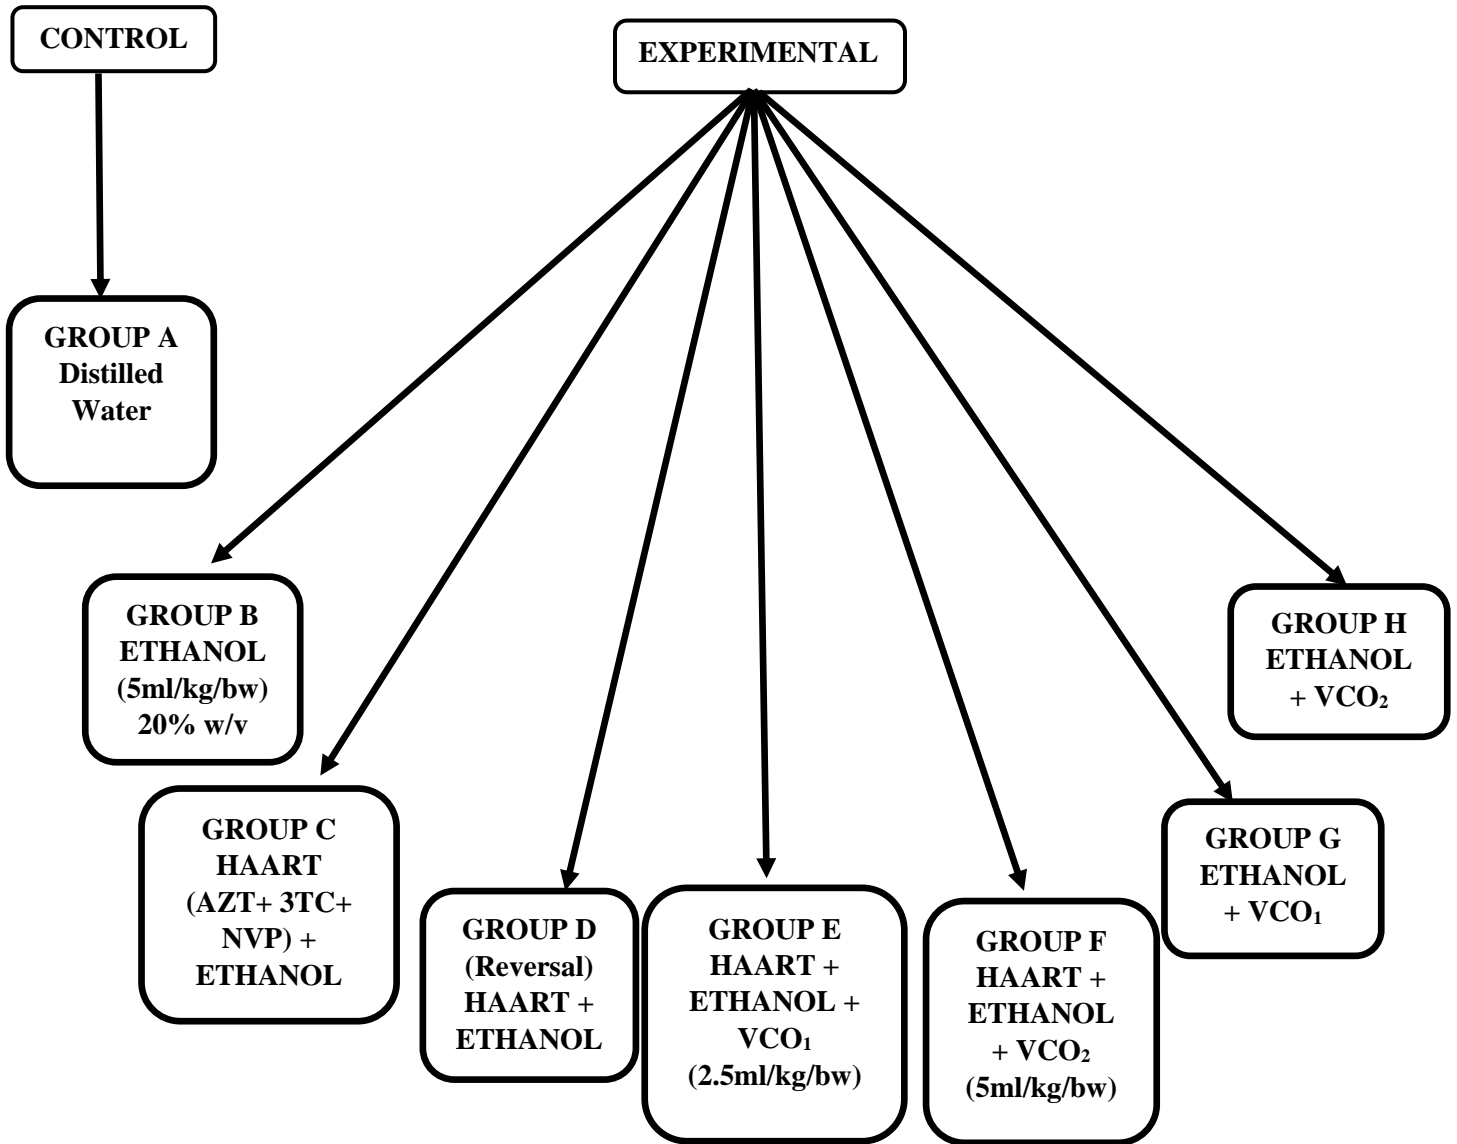 CONTROL
EXPERIMENTAL
GROUP A
Distilled
Water
GROUP B
ETHANOL
(5ml/kg/bw)
20% w/v
GROUP C
HAART
(AZT+ 3TC+
NVP) +
ETHANOL
GROUP D
(Reversal)
HAART +
ETHANOL
GROUP E
HAART +
ETHANOL +
VCO₁
(2.5ml/kg/bw)
GROUP F
HAART +
ETHANOL
+ VCO₂
(5ml/kg/bw)
GROUP G
ETHANOL
+ VCO₁
GROUP H
ETHANOL
+ VCO₂